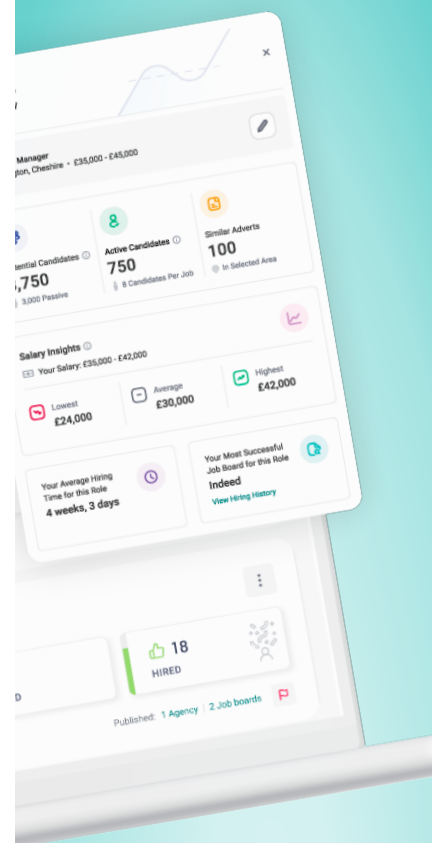 Manager
Cheshire • £35,000 - £45,000
Candidates
,750
3,000 Passive
Active Candidates
750
8 Candidates Per Job
Similar Adverts
100
In Selected Area
Salary Insights
Your Salary: £35,000 - £42,000
Lowest
£24,000
Average
£30,000
Highest
£42,000
Your Average Hiring
Time for this Role
4 weeks, 3 days
Your Most Successful
Job Board for this Role
Indeed
View Hiring History
18
HIRED
D
Published: 1 Agency | 2 Job boards